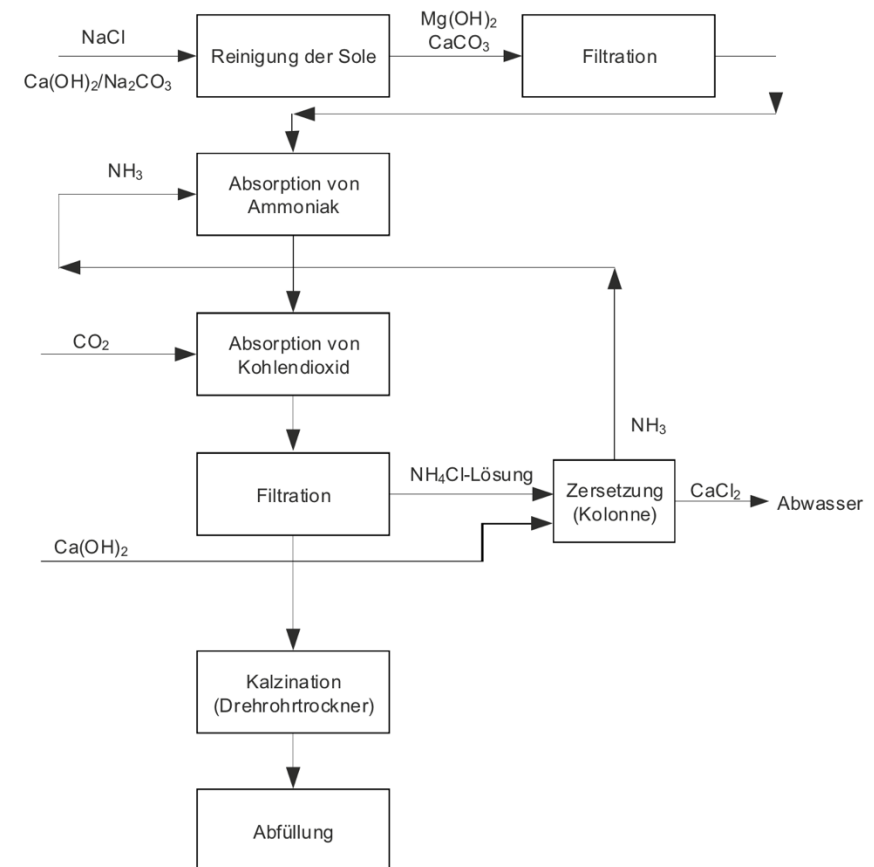 NaCl
Ca(OH)₂/Na₂CO₃
Reinigung der Sole
Mg(OH)₂
CaCO₃
Filtration
NH₃
Absorption von
Ammoniak
CO₂
Absorption von
Kohlendioxid
NH₃
Filtration
NH₄Cl-Lösung
Zersetzung
(Kolonne)
CaCl₂
Abwasser
Ca(OH)₂
Kalzination
(Drehrohrtrockner)
Abfüllung